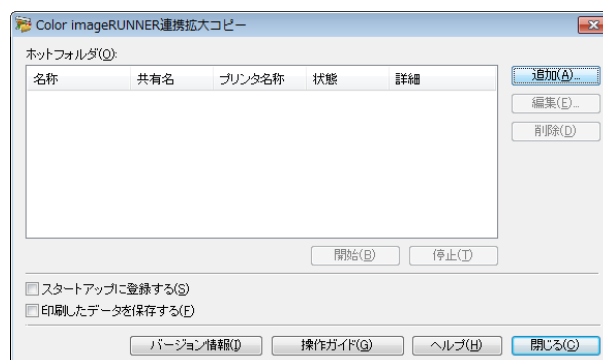 Color imageRUNNER連携拡大コピー
ホットフォルダ(O):
名称 共有名 プリンタ名称 状態 詳細
追加(A)...
編集(E)...
削除(D)
開始(B) 停止(T)
スタートアップに登録する(S)
印刷したデータを保存する(F)
バージョン情報(I) 操作ガイド(G) ヘルプ(H) 閉じる(C)